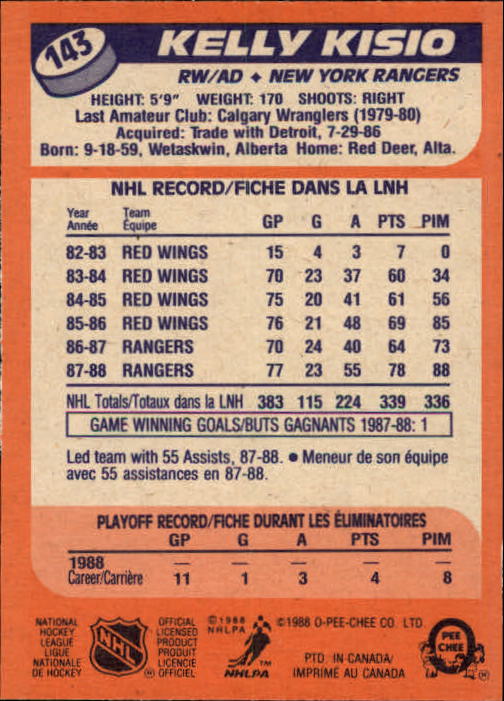 143
KELLY KISIO
RW/AD ♦ NEW YORK RANGERS
HEIGHT: 5'9" WEIGHT: 170 SHOOTS: RIGHT
Last Amateur Club: Calgary Wranglers (1979-80)
Acquired: Trade with Detroit, 7-29-86
Born: 9-18-59, Wetaskwin, Alberta Home: Red Deer, Alta.
NHL RECORD/FICHE DANS LA LNH
Year Team
Année Équipe GP G A PTS PIM
82-83 RED WINGS 15 4 3 7 0
83-84 RED WINGS 70 23 37 60 34
84-85 RED WINGS 75 20 41 61 56
85-86 RED WINGS 76 21 48 69 85
86-87 RANGERS 70 24 40 64 73
87-88 RANGERS 77 23 55 78 88
NHL Totals/Totaux dans la LNH 383 115 224 339 336
GAME WINNING GOALS/BUTS GAGNANTS 1987-88: 1
Led team with 55 Assists, 87-88. ● Meneur de son équipe
avec 55 assistances en 87-88.
PLAYOFF RECORD/FICHE DURANT LES ÉLIMINATOIRES
GP G A PTS PIM
1988 — — — — —
Career/Carrière 11 1 3 4 8
NATIONAL
HOCKEY
LEAGUE
LIGUE
NATIONALE
DE HOCKEY
NHL
OFFICIAL
LICENSED
PRODUCT
PRODUIT
LICENCIE
® OFFICIEL
© 1988
NHLPA
™
NHLPA
©1988 O-PEE-CHEE CO. LTD.
PTD. IN CANADA/
IMPRIMÉ AU CANADA
O
PEE
CHEE